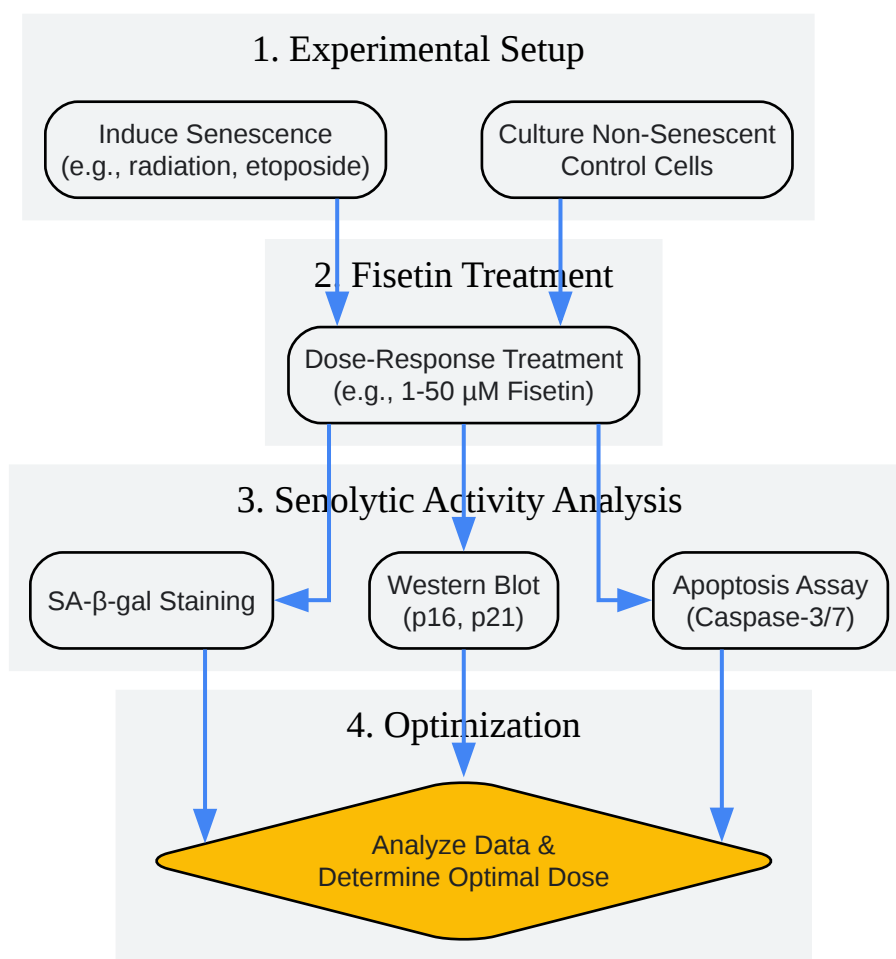 1. Experimental Setup
Induce Senescence
(e.g., radiation, etoposide)
Culture Non-Senescent
Control Cells
2. Fisetin Treatment
Dose-Response Treatment
(e.g., 1-50 µM Fisetin)
3. Senolytic Activity Analysis
SA-β-gal Staining
Western Blot
(p16, p21)
Apoptosis Assay
(Caspase-3/7)
4. Optimization
Analyze Data &
Determine Optimal Dose